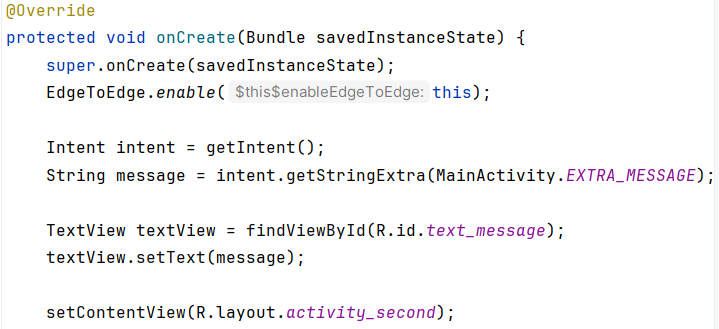 @Override
protected void onCreate(Bundle savedInstanceState) {
super.onCreate(savedInstanceState);
EdgeToEdge.enable( $this$enableEdgeToEdge: this);
Intent intent = getIntent();
String message = intent.getStringExtra(MainActivity.EXTRA_MESSAGE);
TextView textView = findViewById(R.id.text_message);
textView.setText(message);
setContentView(R.layout.activity_second);